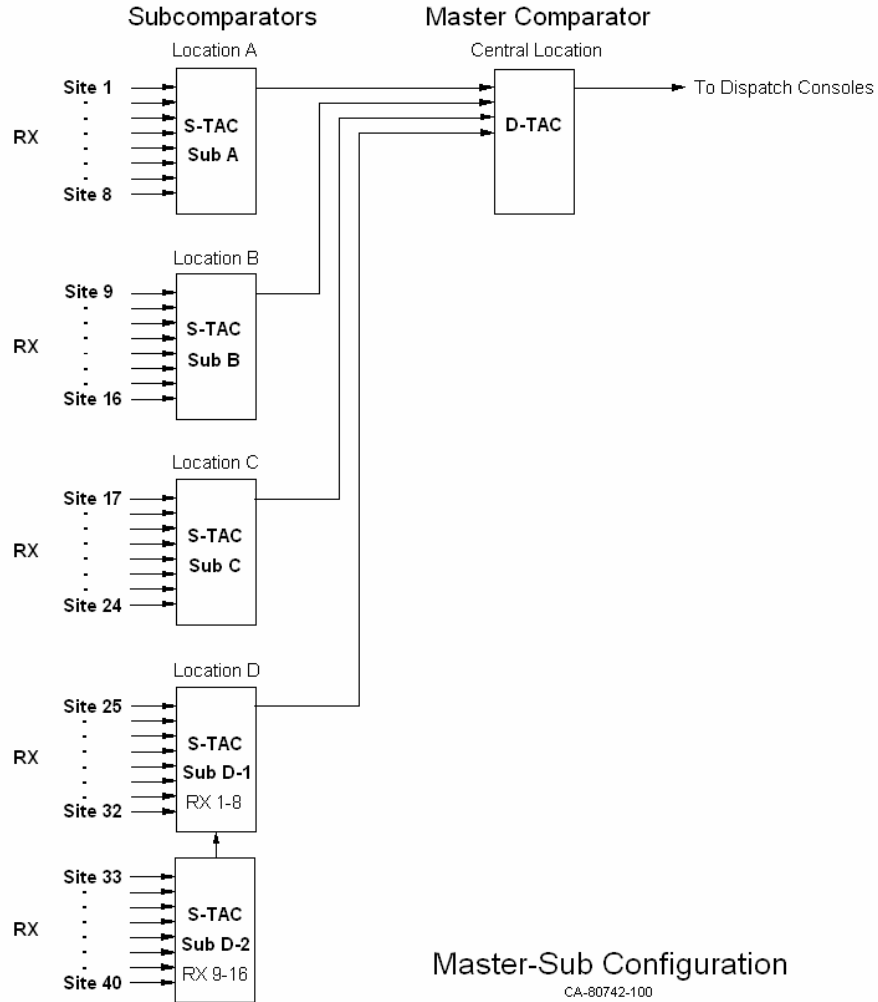 Subcomparators
Master Comparator
Location A
Central Location
Site 1
RX
Site 8
S-TAC
Sub A
D-TAC
To Dispatch Consoles
Location B
Site 9
RX
Site 16
S-TAC
Sub B
Location C
Site 17
RX
Site 24
S-TAC
Sub C
Location D
Site 25
RX
Site 32
S-TAC
Sub D-1
RX 1-8
Site 33
RX
Site 40
S-TAC
Sub D-2
RX 9-16
Master-Sub Configuration
CA-80742-100